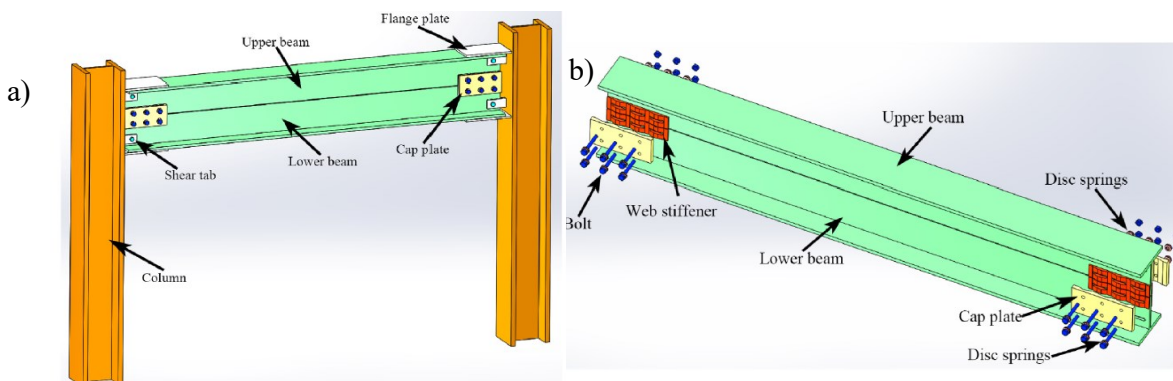 a)
Flange plate
Upper beam
Lower beam
Cap plate
Shear tab
Column
b)
Upper beam
Disc springs
Bolt
Web stiffener
Lower beam
Cap plate
Disc springs